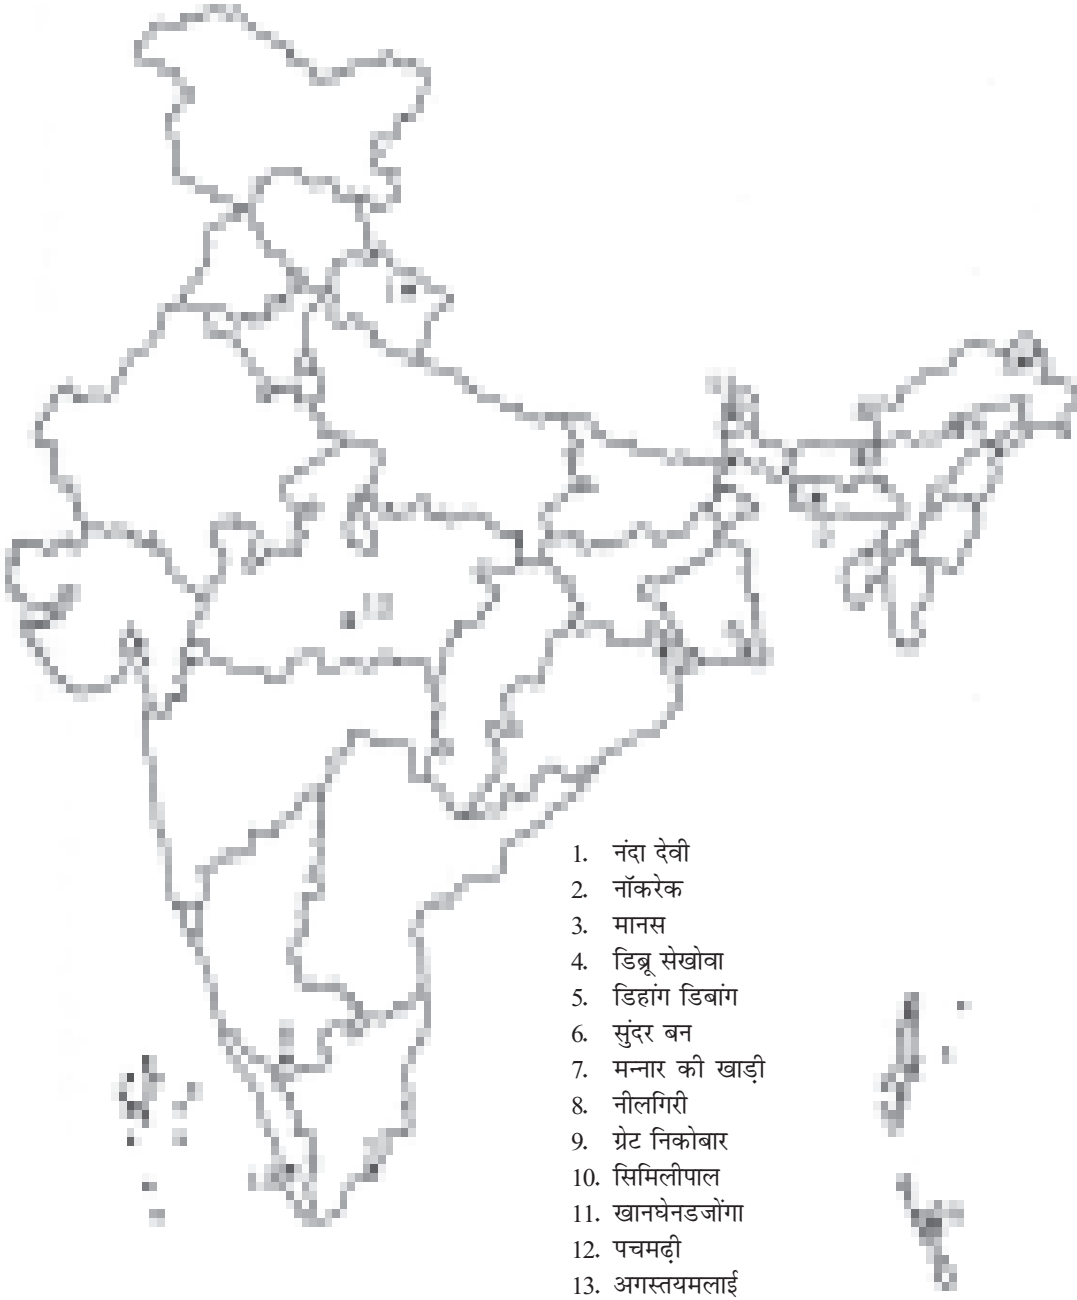 12
1. नंदा देवी
2. नॉकरेक
3. मानस
4. डिब्रू सेखोवा
5. डिहांग डिबांग
6. सुंदर बन
7. मन्नार की खाड़ी
8. नीलगिरी
9. ग्रेट निकोबार
10. सिमिलीपाल
11. खानघेनडजोंगा
12. पचमढ़ी
13. अगस्तयमलाई